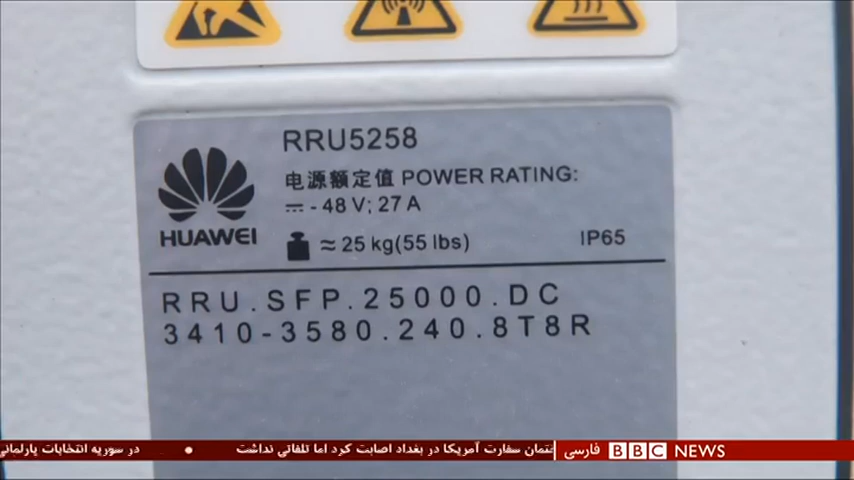 RRU5258
电源额定值 POWER RATING:
⎓ - 48 V; 27 A
HUAWEI
≈ 25 kg(55 lbs)
IP65
RRU.SFP.25000.DC
3410-3580.240.8T8R
در سوریه انتخابات پارلمانی
ختمان سفارت آمریکا در بغداد اصابت کرد اما تلفاتی نداشت
BBC NEWS فارسی